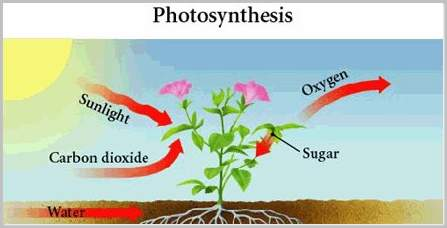 Photosynthesis
Sunlight
Oxygen
Carbon dioxide
Sugar
Water